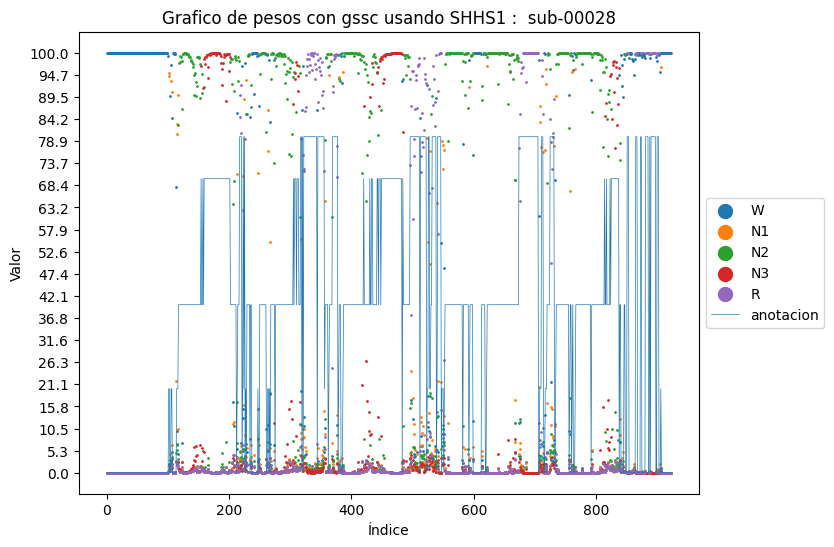 Grafico de pesos con gssc usando SHHS1 :  sub-00028
100.0
94.7
89.5
84.2
78.9
73.7
68.4
63.2
57.9
52.6
47.4
42.1
36.8
31.6
26.3
21.1
15.8
10.5
5.3
0.0
Valor
0 200 400 600 800
Índice
W
N1
N2
N3
R
anotacion